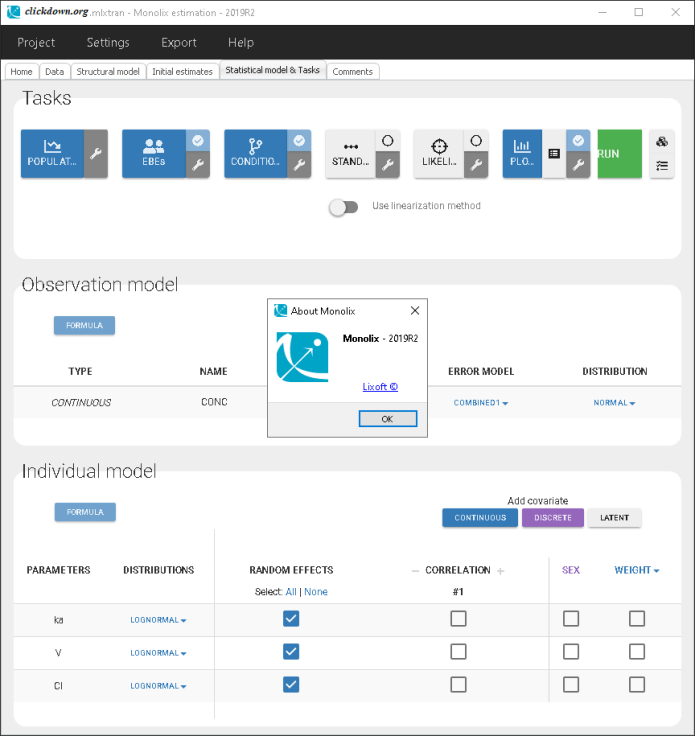 clickdown.org .mlxtran - Monolix estimation - 2019R2
Project Settings Export Help
Home Data Structural model Initial estimates Statistical model & Tasks Comments
Tasks
POPULAT... EBEs CONDITIO... STAND... LIKELI... PLO... RUN
Use linearization method
Observation model
FORMULA
TYPE NAME ERROR MODEL DISTRIBUTION
CONTINUOUS CONC COMBINED1 NORMAL
About Monolix
Monolix - 2019R2
Lixoft ©
OK
Individual model
FORMULA
Add covariate
CONTINUOUS DISCRETE LATENT
PARAMETERS DISTRIBUTIONS RANDOM EFFECTS − CORRELATION + SEX WEIGHT
Select: All | None #1
ka LOGNORMAL
V LOGNORMAL
Cl LOGNORMAL